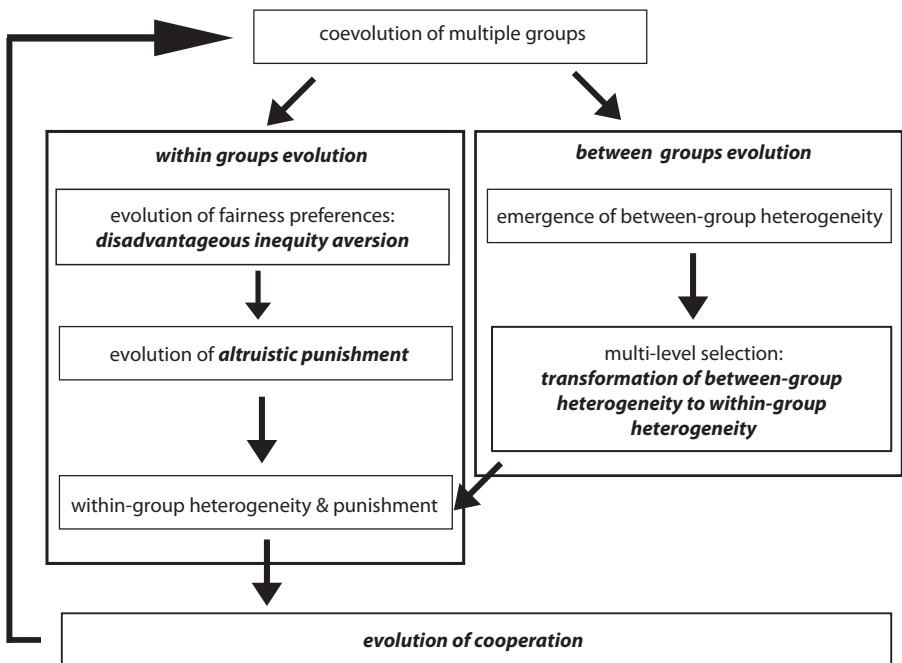 coevolution of multiple groups
within groups evolution
evolution of fairness preferences:
disadvantageous inequity aversion
evolution of altruistic punishment
within-group heterogeneity & punishment
between groups evolution
emergence of between-group heterogeneity
multi-level selection:
transformation of between-group
heterogeneity to within-group
heterogeneity
evolution of cooperation